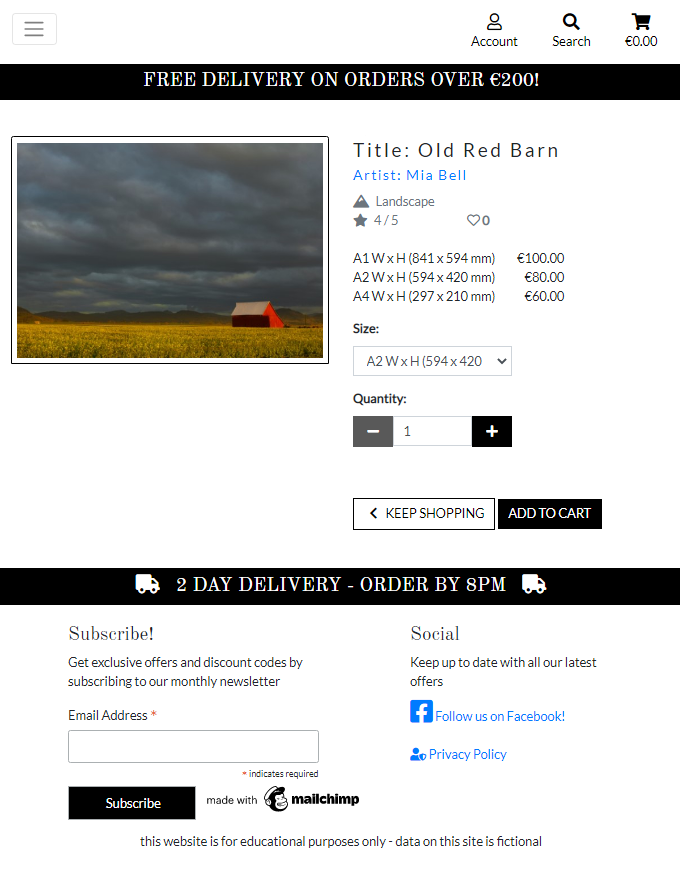 Account Search €0.00
FREE DELIVERY ON ORDERS OVER €200!
Title: Old Red Barn
Artist: Mia Bell
Landscape
4 / 5 0
A1 W x H (841 x 594 mm) €100.00
A2 W x H (594 x 420 mm) €80.00
A4 W x H (297 x 210 mm) €60.00
Size:
A2 W x H (594 x 420
Quantity:
1
KEEP SHOPPING ADD TO CART
2 DAY DELIVERY - ORDER BY 8PM
Subscribe!
Get exclusive offers and discount codes by
subscribing to our monthly newsletter
Email Address *
* indicates required
Subscribe made with mailchimp
Social
Keep up to date with all our latest
offers
Follow us on Facebook!
Privacy Policy
this website is for educational purposes only - data on this site is fictional